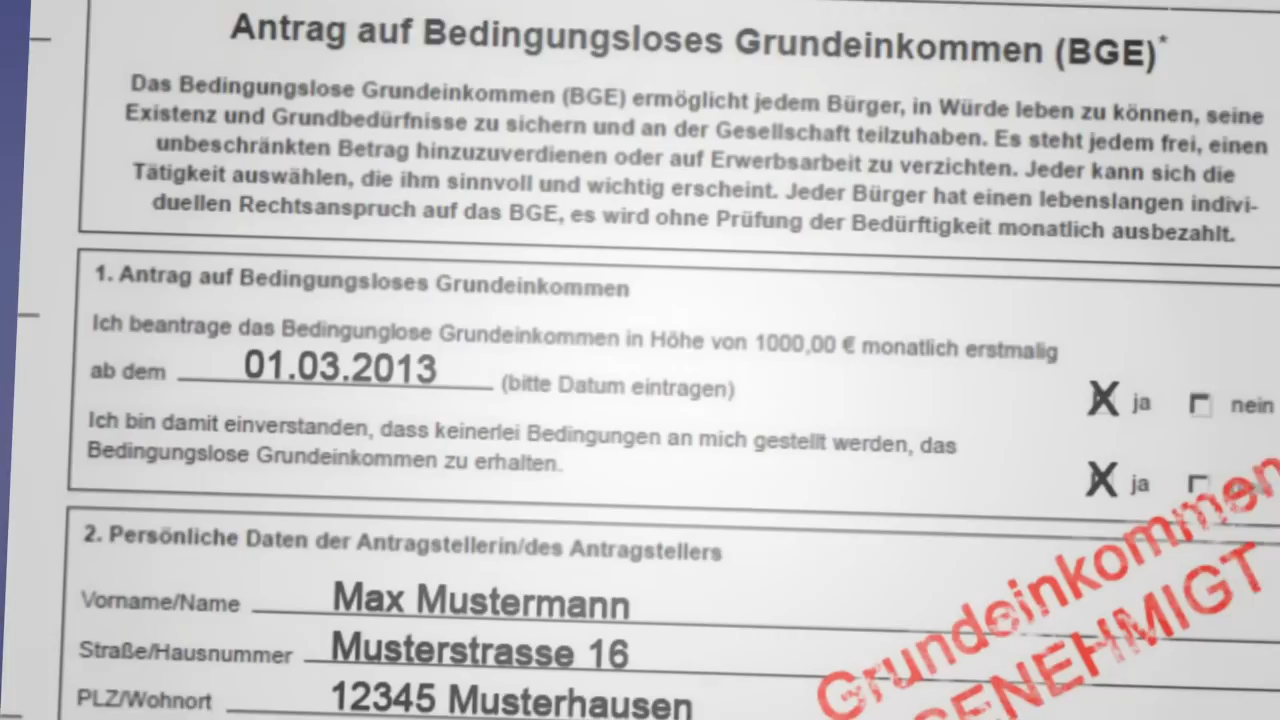 Antrag auf Bedingungsloses Grundeinkommen (BGE)*
Das Bedingungslose Grundeinkommen (BGE) ermöglicht jedem Bürger, in Würde leben zu können, seine
Existenz und Grundbedürfnisse zu sichern und an der Gesellschaft teilzuhaben. Es steht jedem frei, einen
unbeschränkten Betrag hinzuzuverdienen oder auf Erwerbsarbeit zu verzichten. Jeder kann sich die
Tätigkeit auswählen, die ihm sinnvoll und wichtig erscheint. Jeder Bürger hat einen lebenslangen indivi-
duellen Rechtsanspruch auf das BGE, es wird ohne Prüfung der Bedürftigkeit monatlich ausbezahlt.
1. Antrag auf Bedingungsloses Grundeinkommen
Ich beantrage das Bedingunglose Grundeinkommen in Höhe von 1000,00 € monatlich erstmalig
ab dem 01.03.2013 (bitte Datum eintragen)
X ja nein
Ich bin damit einverstanden, dass keinerlei Bedingungen an mich gestellt werden, das
Bedingungslose Grundeinkommen zu erhalten.
X ja
2. Persönliche Daten der Antragstellerin/des Antragstellers
Vorname/Name Max Mustermann
Straße/Hausnummer Musterstrasse 16
PLZ/Wohnort 12345 Musterhausen
Grundeinkommen
GENEHMIGT